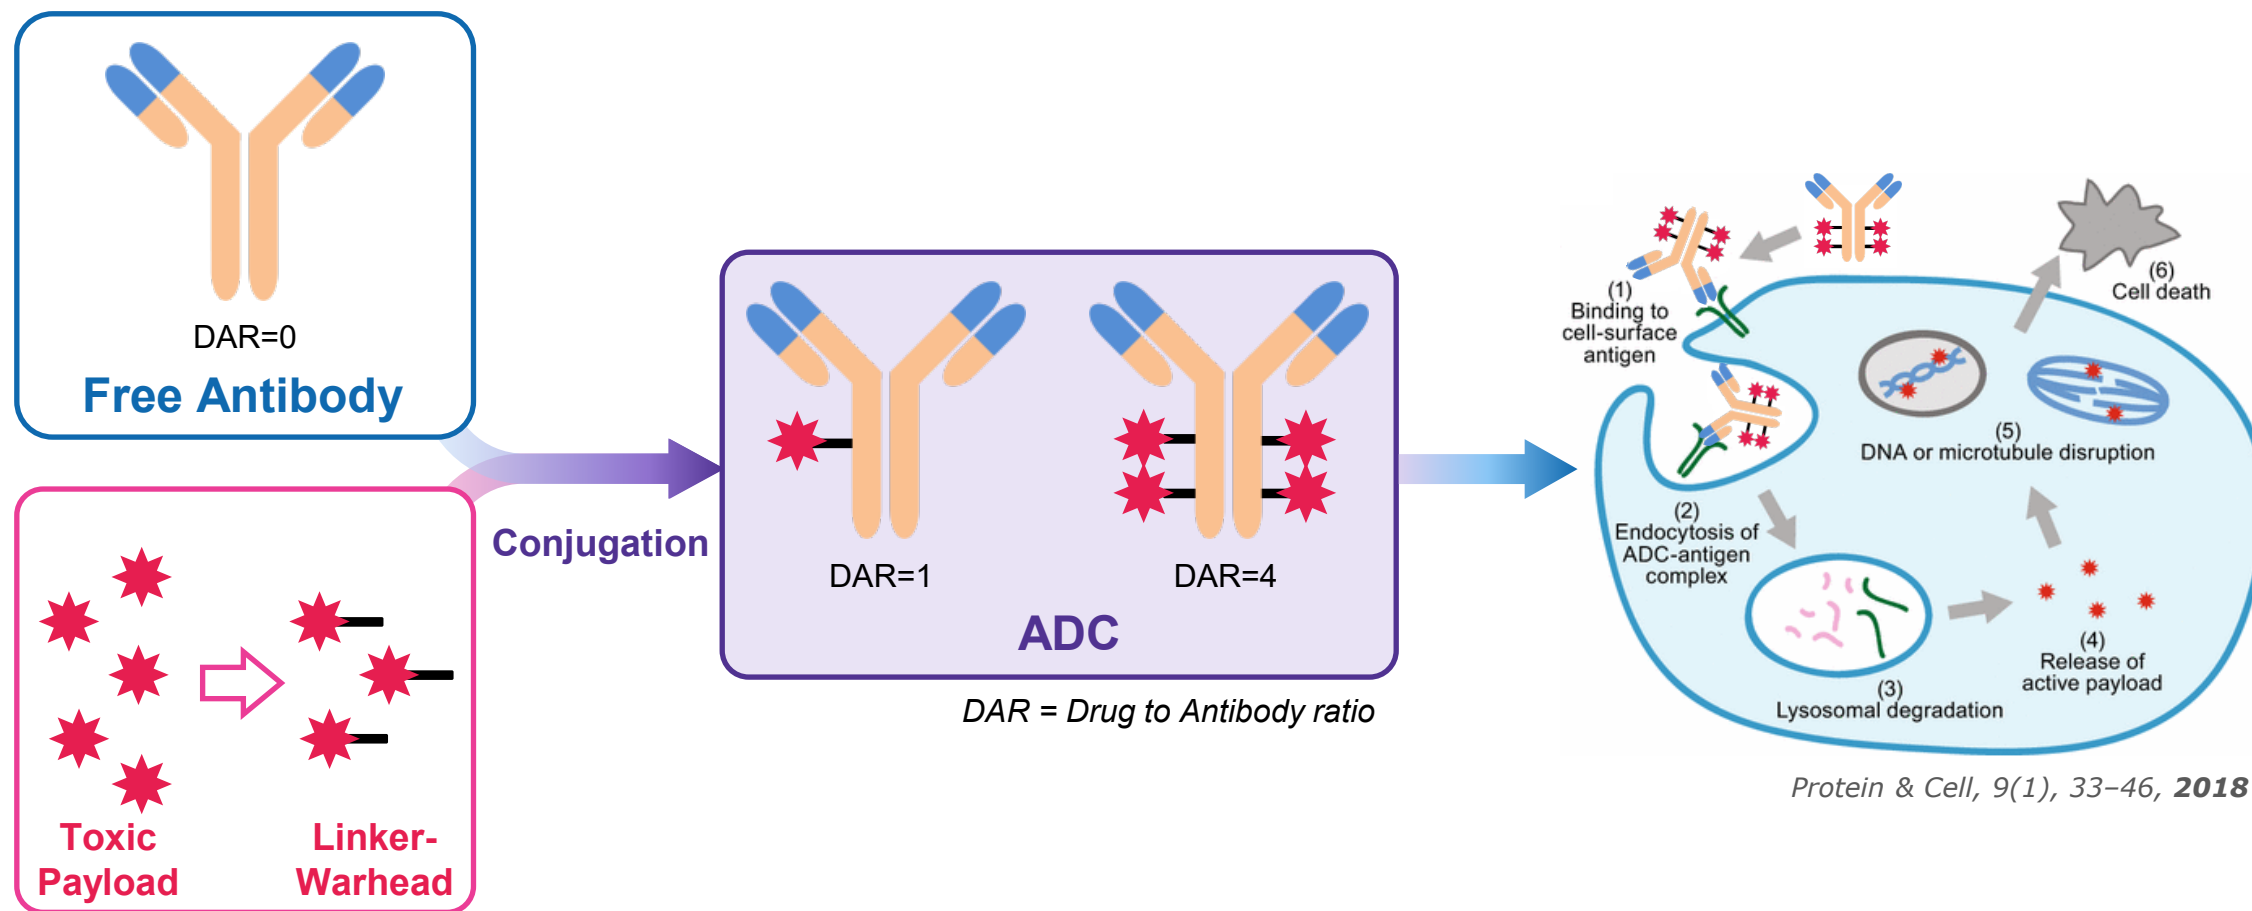 DAR=0
Free Antibody
Toxic
Payload
Linker-
Warhead
Conjugation
DAR=1
DAR=4
ADC
DAR = Drug to Antibody ratio
(1)
Binding to
cell-surface
antigen
(2)
Endocytosis of
ADC-antigen
complex
(3)
Lysosomal degradation
(4)
Release of
active payload
(5)
DNA or microtubule disruption
(6)
Cell death
Protein & Cell, 9(1), 33–46, 2018